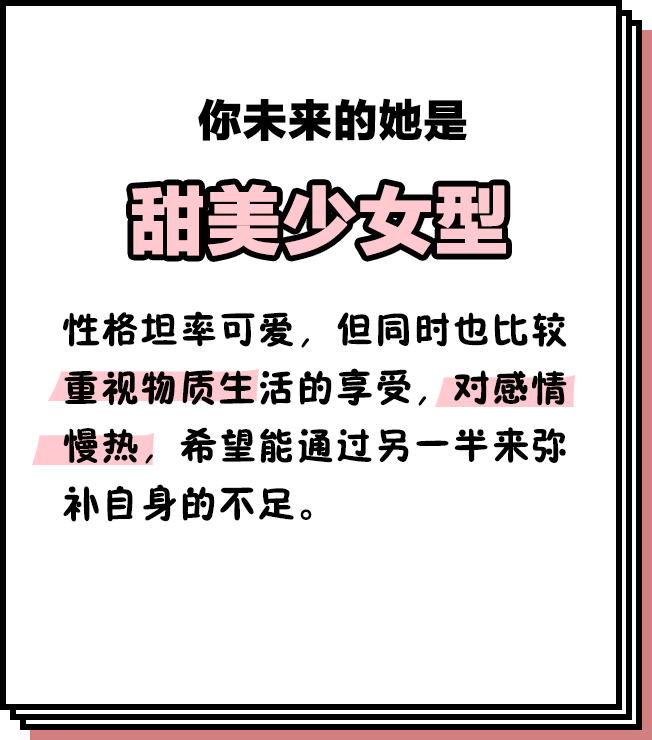 你未来的她是
甜美少女型
性格坦率可爱，但同时也比较
重视物质生活的享受，对感情
慢热，希望能通过另一半来弥
补自身的不足。